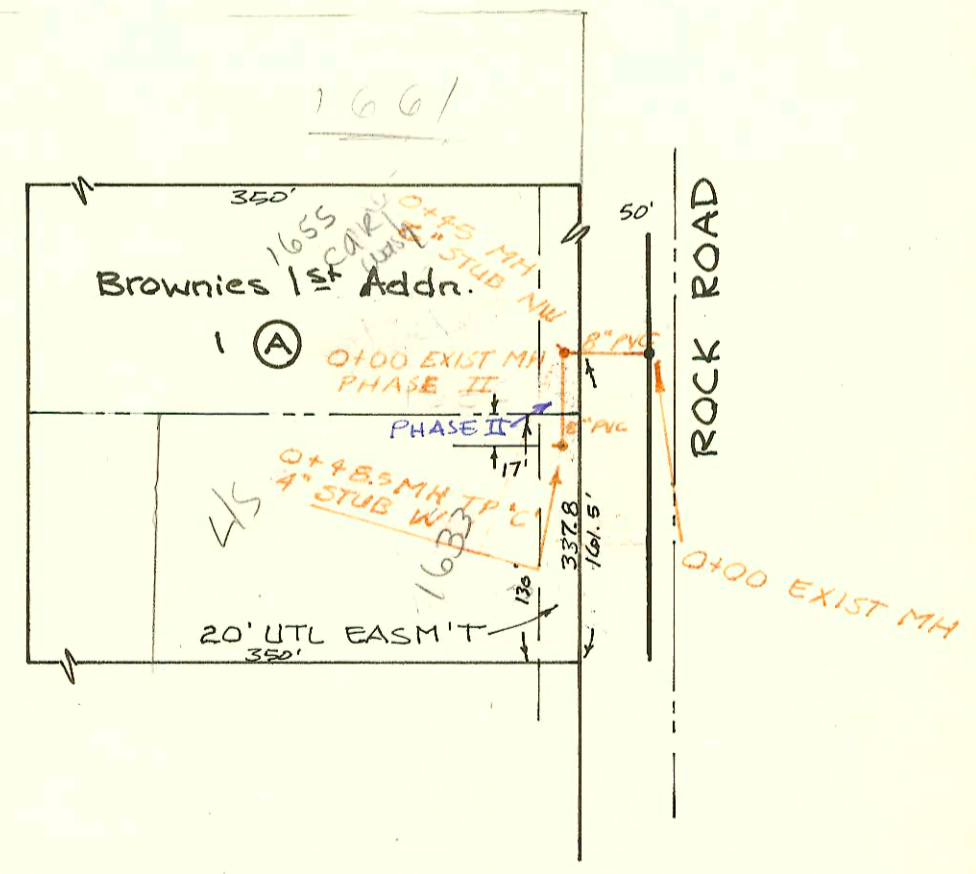 1661
350'
50'
1655
car
wash
0+45 MH
4" STUB NW
Brownies 1st Addn.
1 A
8" PVC
ROCK ROAD
0+00 EXIST MH
PHASE II
PHASE II
8" PVC
17'
0+48.5 MH TP "C"
4" STUB W
1633
337.8
161.5'
130'
0+00 EXIST MH
20' UTL EASM'T
350'